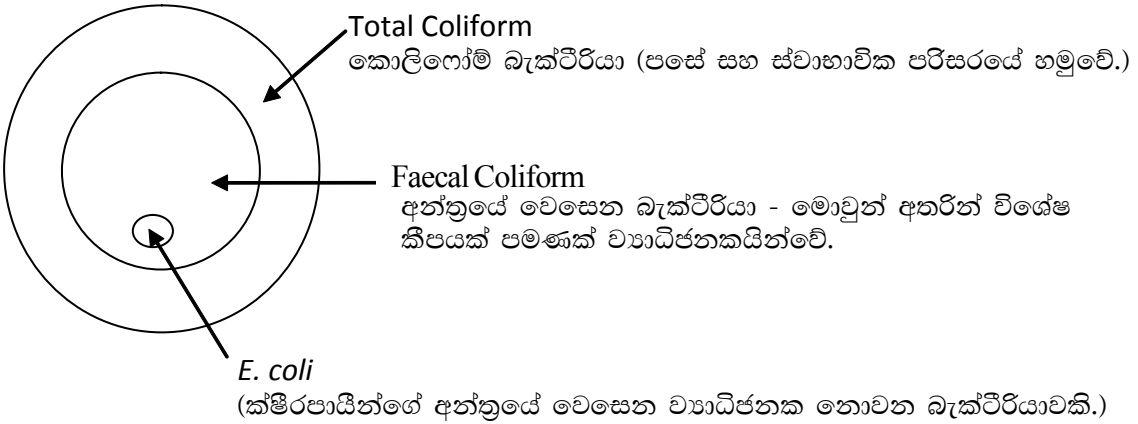 Total Coliform
කොලිෆෝම් බැක්ටීරියා (පසේ සහ ස්වාභාවික පරිසරයේ හමුවේ.)
Faecal Coliform
අන්ත්‍රයේ වෙසෙන බැක්ටීරියා - මොවුන් අතරින් විශේෂ
කීපයක් පමණක් ව්‍යාධිජනකයින්වේ.
E. coli
(ක්ෂීරපායීන්ගේ අන්ත්‍රයේ වෙසෙන ව්‍යාධිජනක නොවන බැක්ටීරියාවකි.)